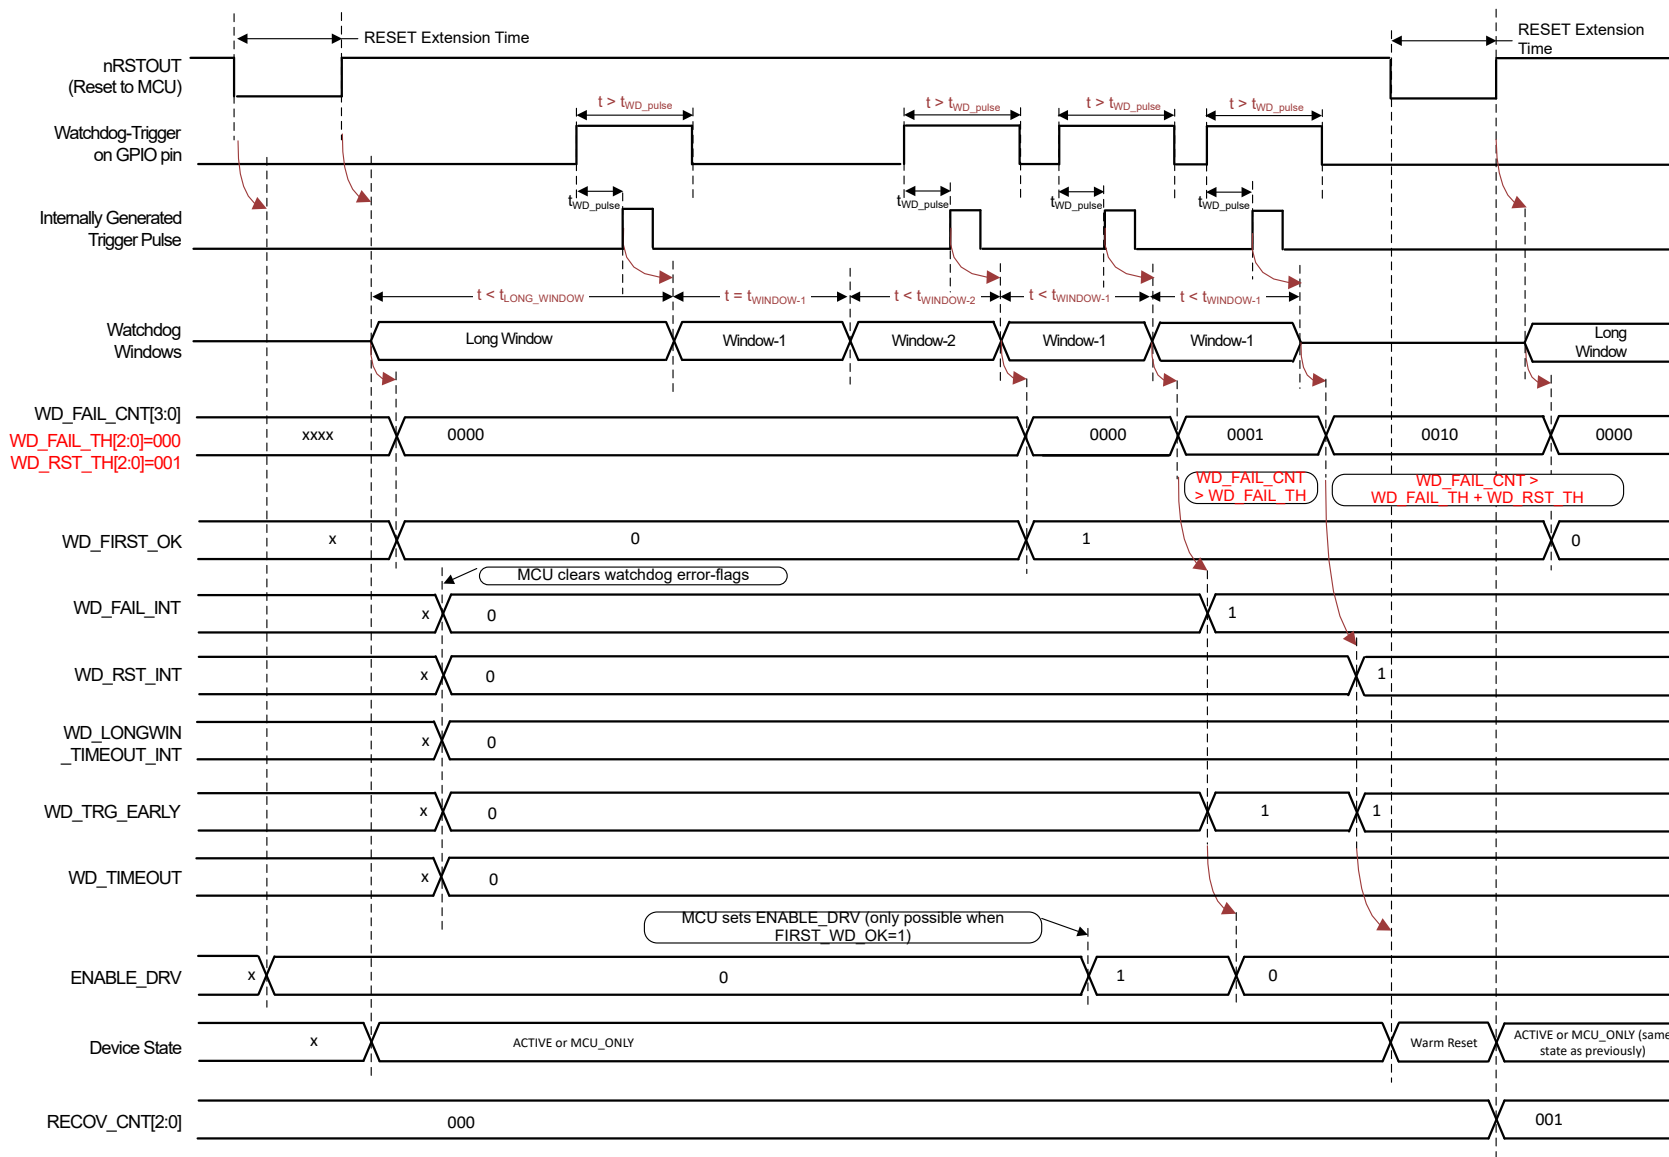 RESET Extension Time
RESET Extension
Time
nRSTOUT
(Reset to MCU)
t > tWD_pulse
t > tWD_pulse
t > tWD_pulse
t > tWD_pulse
Watchdog-Trigger
on GPIO pin
tWD_pulse
tWD_pulse
tWD_pulse
tWD_pulse
Internally Generated
Trigger Pulse
t < tLONG_WINDOW
t = tWINDOW-1
t < tWINDOW-2
t < tWINDOW-1
t < tWINDOW-1
Watchdog
Windows
Long Window
Window-1
Window-2
Window-1
Window-1
Long
Window
WD_FAIL_CNT[3:0]
WD_FAIL_TH[2:0]=000
WD_RST_TH[2:0]=001
xxxx
0000
0000
0001
0010
0000
WD_FAIL_CNT
> WD_FAIL_TH
WD_FAIL_CNT >
WD_FAIL_TH + WD_RST_TH
WD_FIRST_OK
x
0
1
0
MCU clears watchdog error-flags
WD_FAIL_INT
x
0
1
WD_RST_INT
x
0
1
WD_LONGWIN
_TIMEOUT_INT
x
0
WD_TRG_EARLY
x
0
1
1
WD_TIMEOUT
x
0
MCU sets ENABLE_DRV (only possible when
FIRST_WD_OK=1)
ENABLE_DRV
x
0
1
0
Device State
x
ACTIVE or MCU_ONLY
Warm Reset
ACTIVE or MCU_ONLY (same
state as previously)
RECOV_CNT[2:0]
000
001